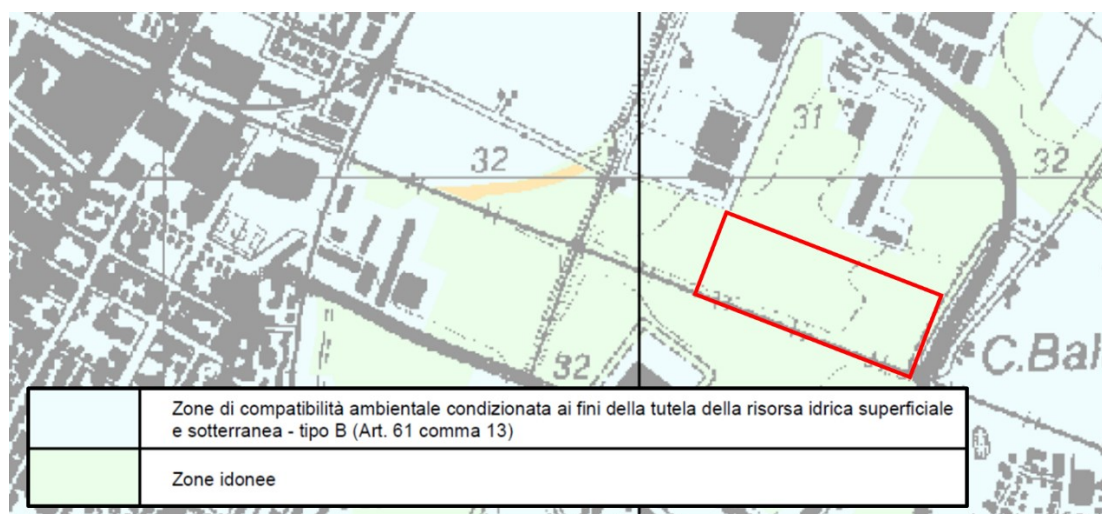 31
32
32
32
C.Bal
Zone di compatibilità ambientale condizionata ai fini della tutela della risorsa idrica superficiale
e sotterranea - tipo B (Art. 61 comma 13)
Zone idonee